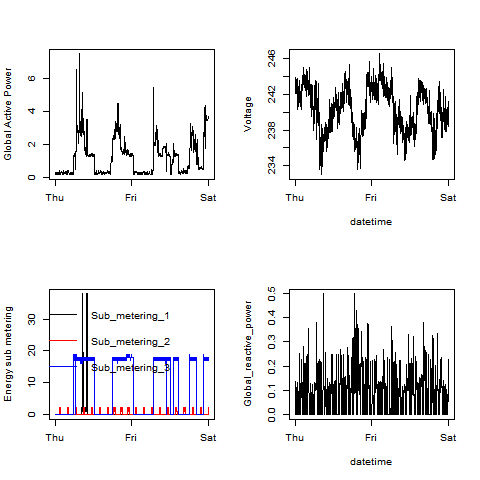 Global Active Power
6
4
2
0
Thu Fri Sat
Voltage
246
242
238
234
Thu Fri Sat
datetime
Energy sub metering
30
20
10
0
Sub_metering_1
Sub_metering_2
Sub_metering_3
Thu Fri Sat
Global_reactive_power
0.5
0.4
0.3
0.2
0.1
0.0
Thu Fri Sat
datetime